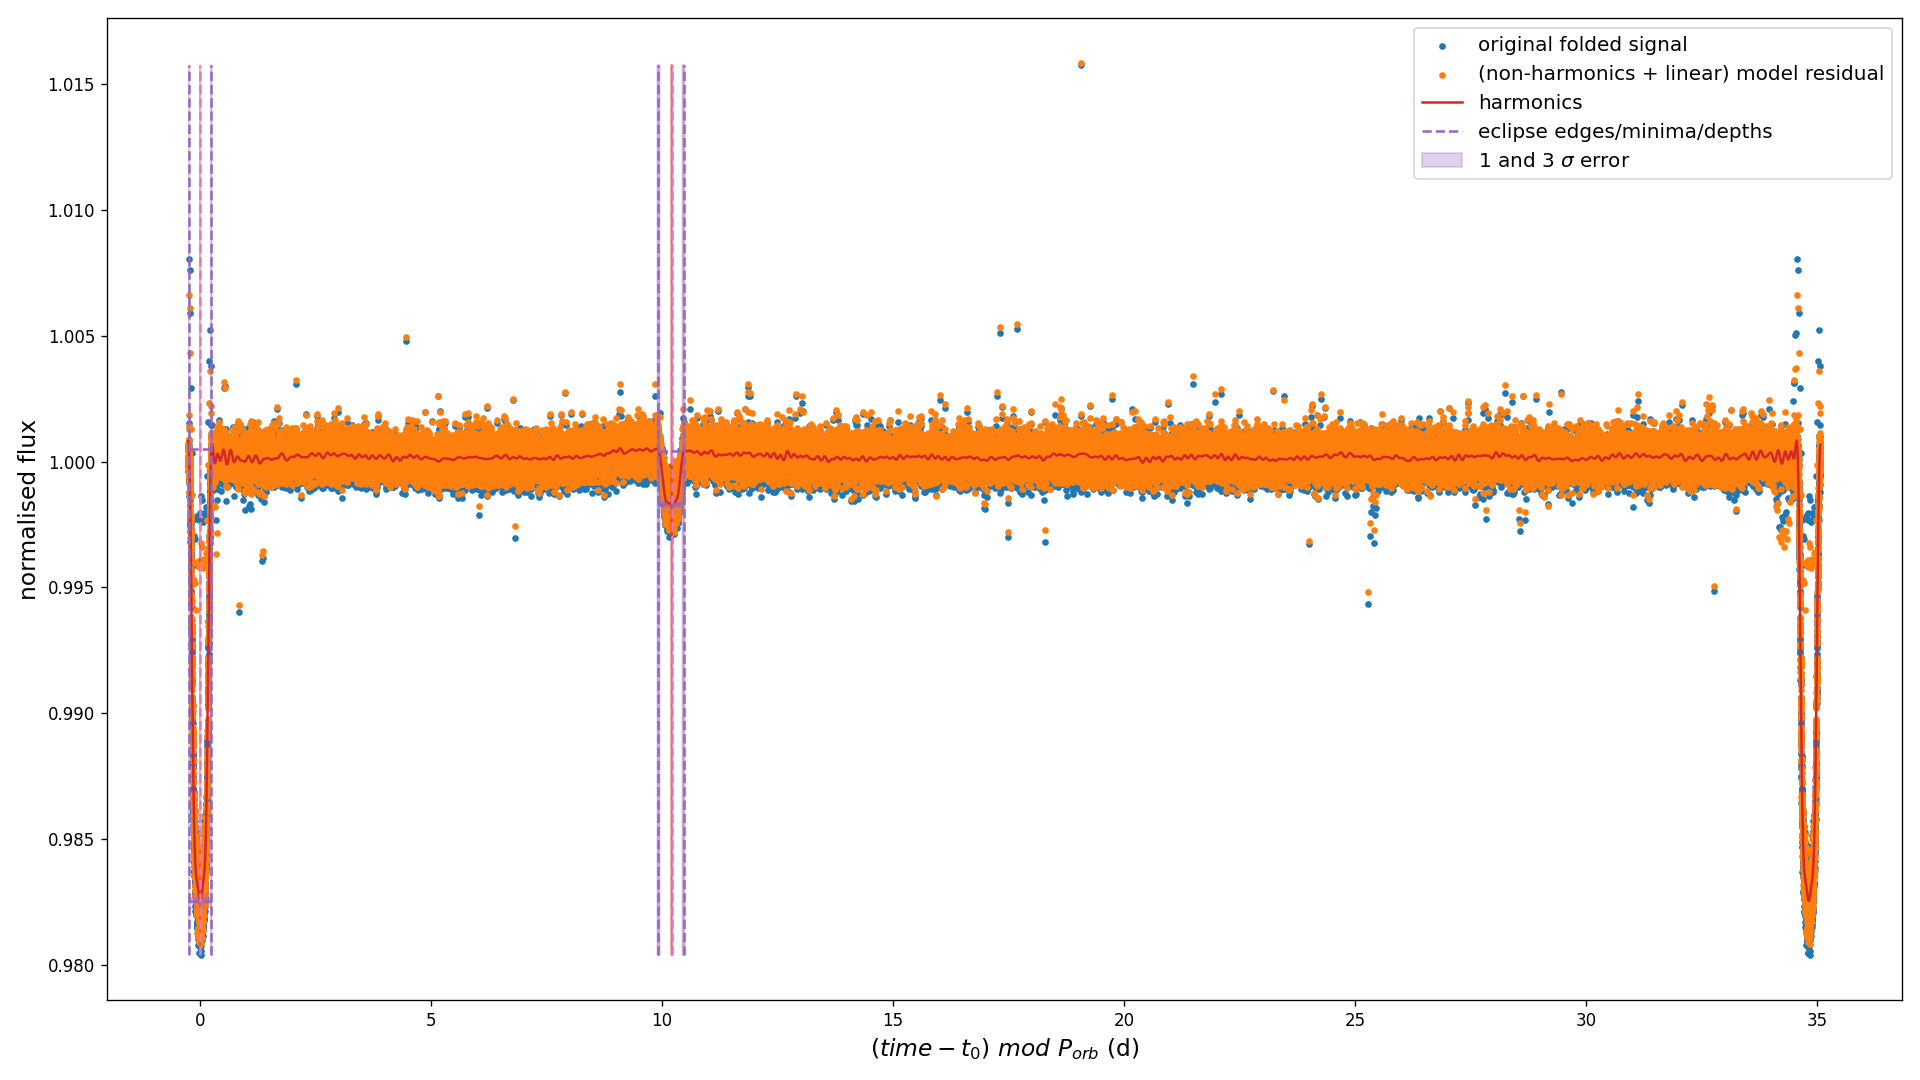 original folded signal
(non-harmonics + linear) model residual
harmonics
eclipse edges/minima/depths
1 and 3 σ error
normalised flux
1.015
1.010
1.005
1.000
0.995
0.990
0.985
0.980
0 5 10 15 20 25 30 35
(time − t₀) mod Pₒᵣᵦ (d)